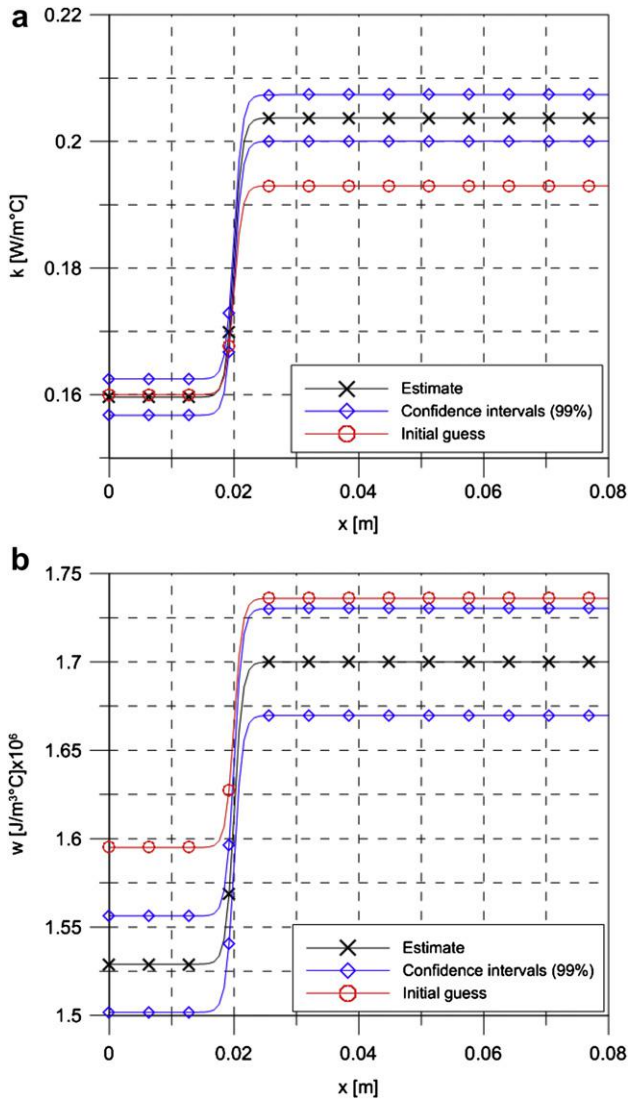 a
0.22
0.2
0.18
0.16
k [W/m°C]
Estimate
Confidence intervals (99%)
Initial guess
0 0.02 0.04 0.06 0.08
x [m]
b
1.75
1.7
1.65
1.6
1.55
1.5
w [J/m³°C]x10⁶
Estimate
Confidence intervals (99%)
Initial guess
0 0.02 0.04 0.06 0.08
x [m]